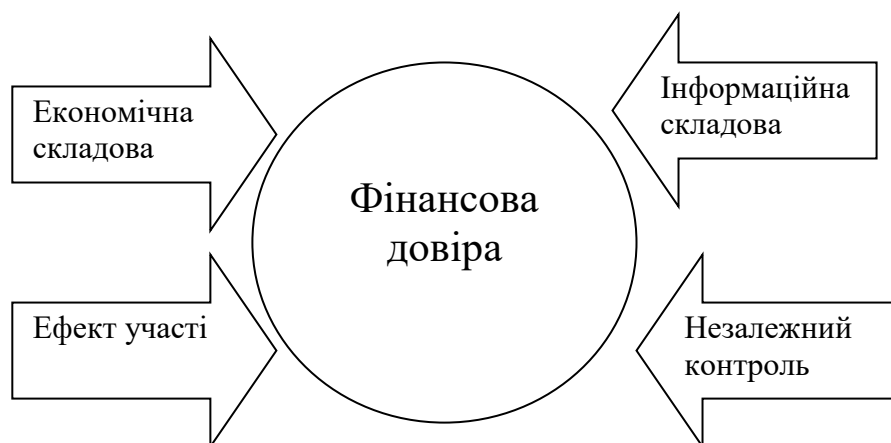 Економічна
складова
Інформаційна
складова
Фінансова
довіра
Ефект участі
Незалежний
контроль